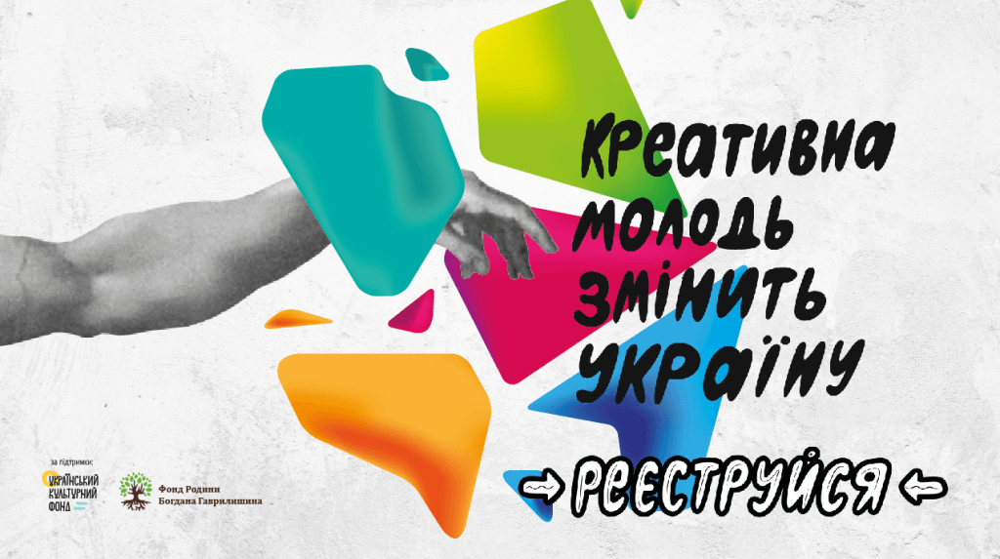 Креативна
молодь
змінить
Україну
РЕЄСТРУЙСЯ
за підтримки:
УКРАЇНСЬКИЙ
КУЛЬТУРНИЙ
ФОНД
Фонд Родини
Богдана Гаврилишина